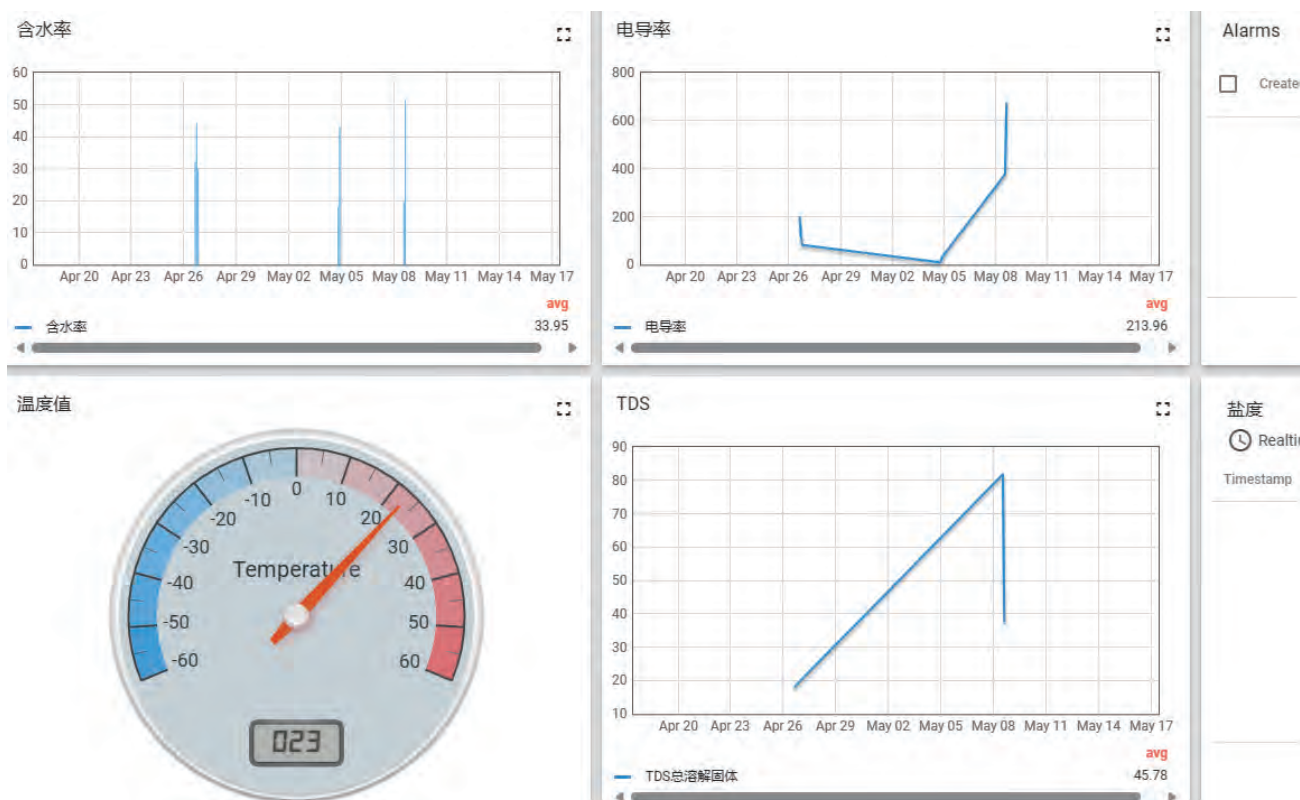 含水率
60
50
40
30
20
10
0
Apr 20 Apr 23 Apr 26 Apr 29 May 02 May 05 May 08 May 11 May 14 May 17
avg
含水率 33.95
电导率
800
600
400
200
0
Apr 20 Apr 23 Apr 26 Apr 29 May 02 May 05 May 08 May 11 May 14 May 17
avg
电导率 213.96
Alarms
温度值
-60
-50
-40
-30
-20
-10
0
10
20
30
40
50
60
Temperature
023
TDS
90
80
70
60
50
40
30
20
10
Apr 20 Apr 23 Apr 26 Apr 29 May 02 May 05 May 08 May 11 May 14 May 17
avg
TDS总溶解固体 45.78
盐度
Timestamp